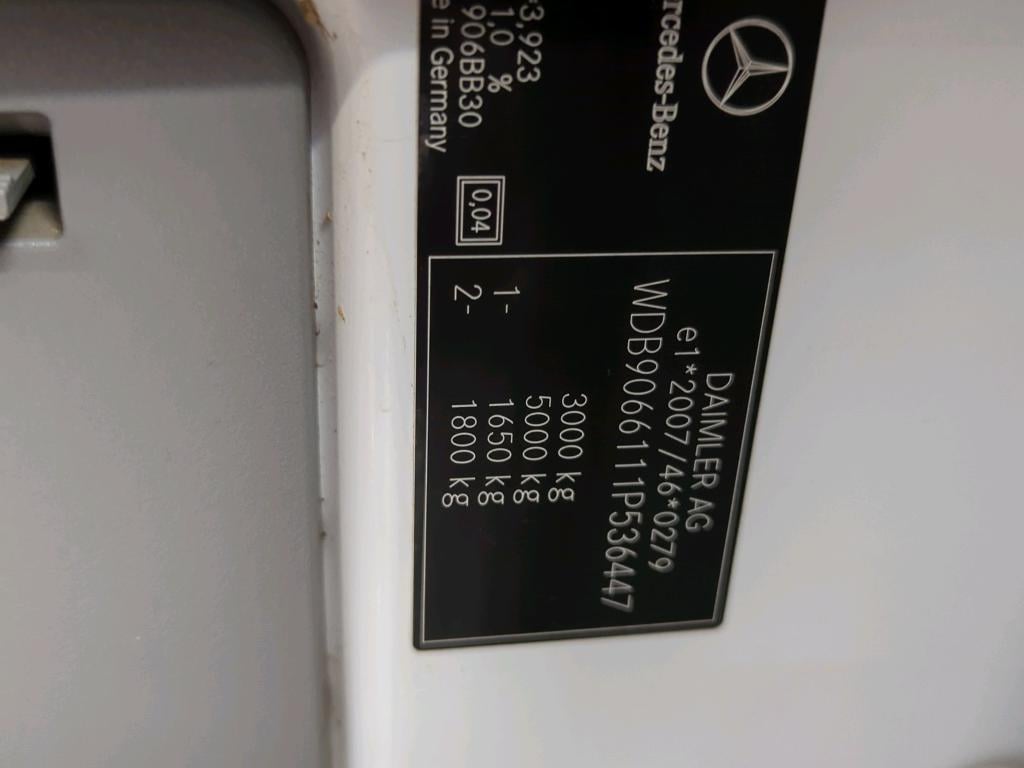 DAIMLER AG
e1*2007/46*0279
WDB9066111P536447
3000 kg
5000 kg
1- 1650 kg
2- 1800 kg
rcedes-Benz
3,923
1,0 %
906BB30
e in Germany
0,04